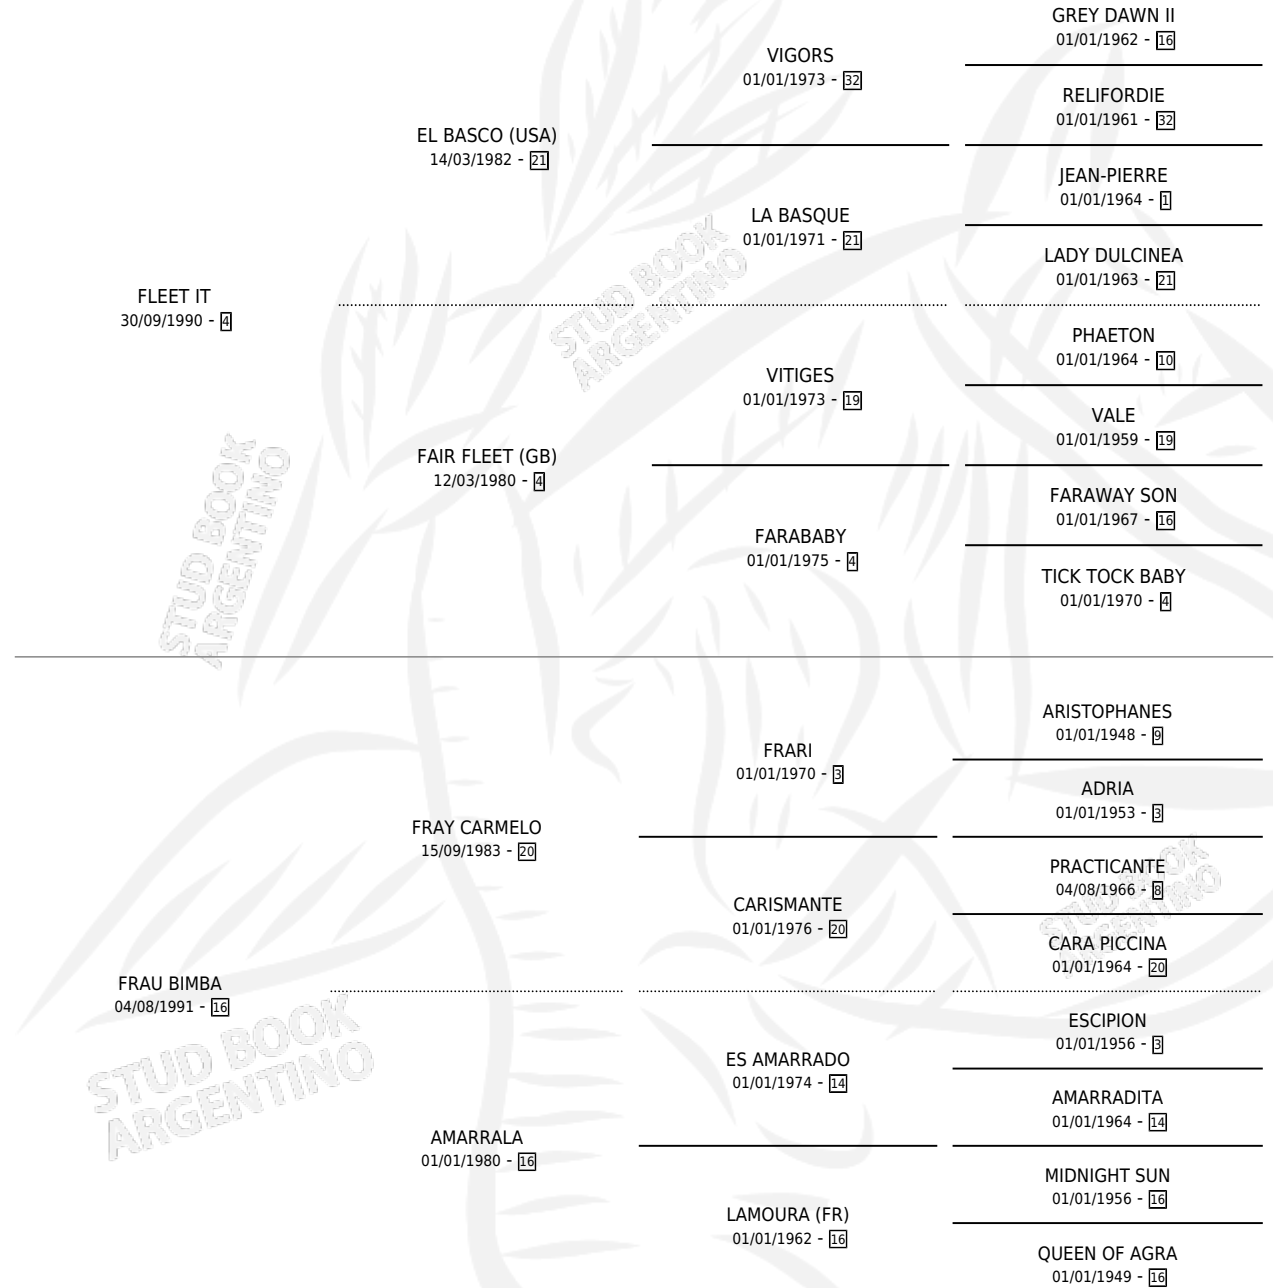 GREY DAWN II
01/01/1962 - 16
VIGORS
01/01/1973 - 32
RELIFORDIE
01/01/1961 - 32
EL BASCO (USA)
14/03/1982 - 21
JEAN-PIERRE
01/01/1964 - 1
LA BASQUE
01/01/1971 - 21
LADY DULCINEA
01/01/1963 - 21
FLEET IT
30/09/1990 - 4
PHAETON
01/01/1964 - 10
VITIGES
01/01/1973 - 19
VALE
01/01/1959 - 19
FAIR FLEET (GB)
12/03/1980 - 4
FARAWAY SON
01/01/1967 - 16
FARABABY
01/01/1975 - 4
TICK TOCK BABY
01/01/1970 - 4
STUD BOOK
ARGENTINO
STUD BOOK
ARGENTINO
ARISTOPHANES
01/01/1948 - 9
FRARI
01/01/1970 - 3
ADRIA
01/01/1953 - 3
FRAY CARMELO
15/09/1983 - 20
PRACTICANTE
04/08/1966 - 8
CARISMANTE
01/01/1976 - 20
CARA PICCINA
01/01/1964 - 20
FRAU BIMBA
04/08/1991 - 16
ESCIPION
01/01/1956 - 3
ES AMARRADO
01/01/1974 - 14
AMARRADITA
01/01/1964 - 14
AMARRALA
01/01/1980 - 16
MIDNIGHT SUN
01/01/1956 - 16
LAMOURA (FR)
01/01/1962 - 16
QUEEN OF AGRA
01/01/1949 - 16
STUD BOOK
ARGENTINO
STUD BOOK
ARGENTINO